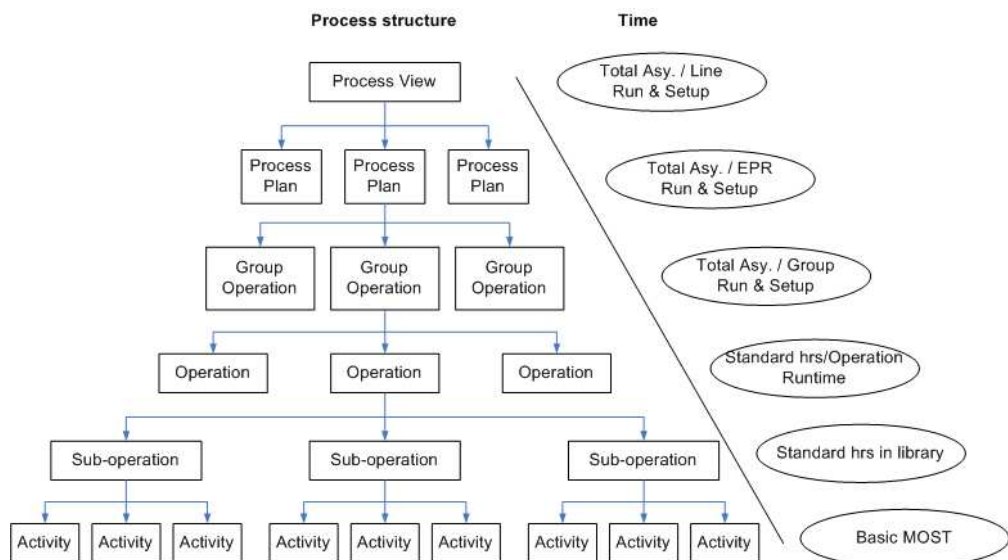 Process structure
Time
Process View
Total Asy. / Line
Run & Setup
Process
Plan
Process
Plan
Process
Plan
Total Asy. / EPR
Run & Setup
Group
Operation
Group
Operation
Group
Operation
Total Asy. / Group
Run & Setup
Operation
Operation
Operation
Standard hrs/Operation
Runtime
Sub-operation
Sub-operation
Sub-operation
Standard hrs in library
Activity
Activity
Activity
Activity
Activity
Activity
Activity
Activity
Activity
Basic MOST